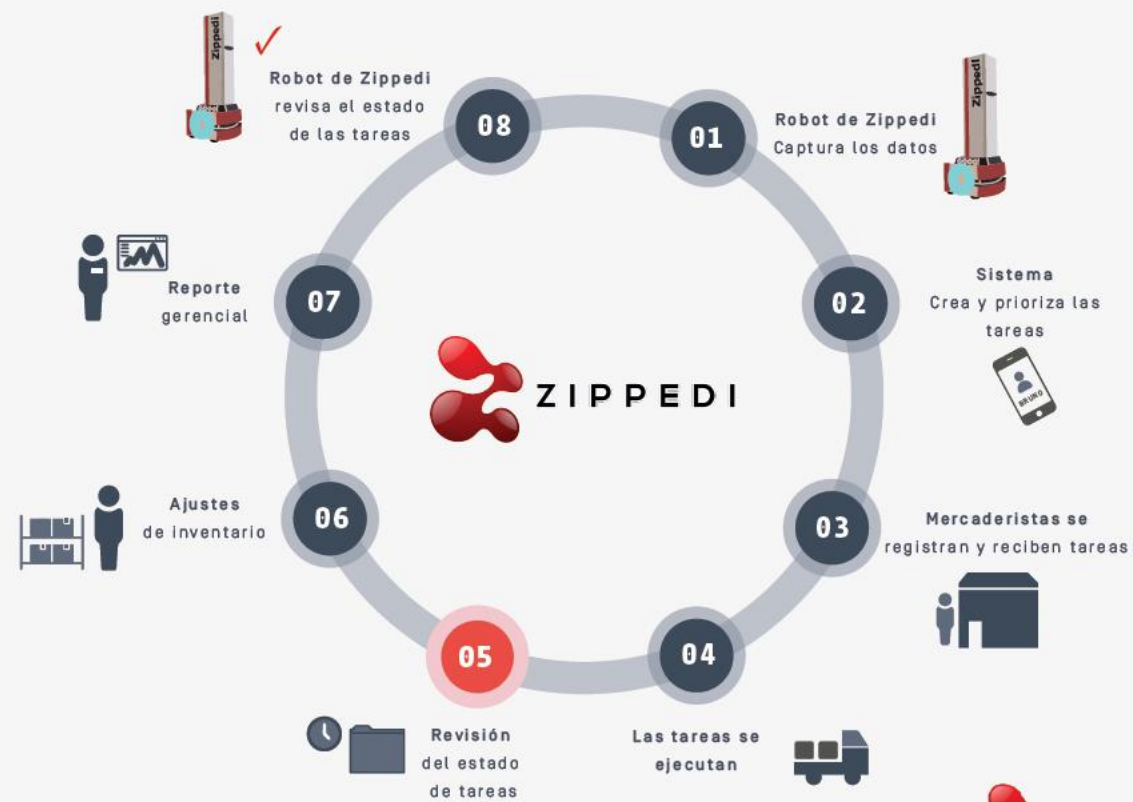 01
Robot de Zippedi
Captura los datos
Zippedi
02
Sistema
Crea y prioriza las
tareas
BRUNO
03
Mercaderistas se
registran y reciben tareas
04
Las tareas se
ejecutan
05
Revisión
del estado
de tareas
06
Ajustes
de inventario
07
Reporte
gerencial
08
Robot de Zippedi
revisa el estado
de las tareas
Zippedi
ZIPPEDI